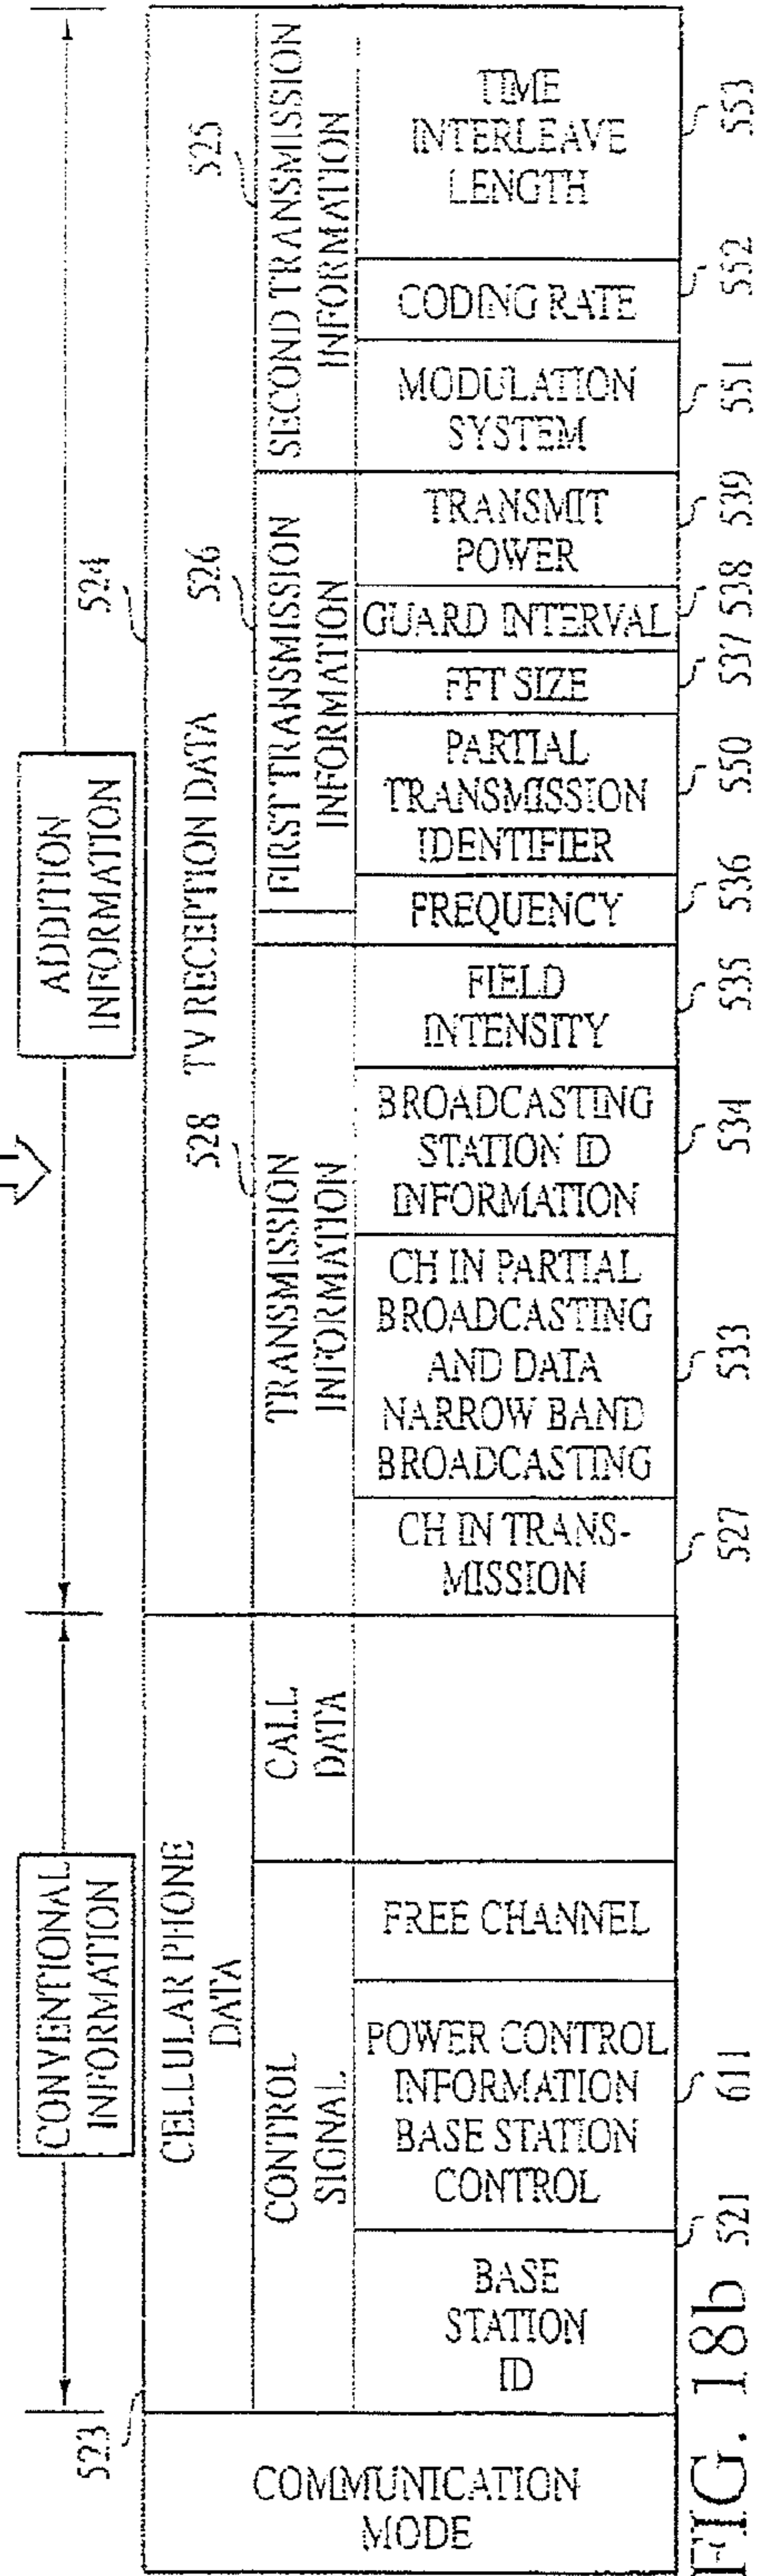 CONVENTIONAL
INFORMATION
ADDITION
INFORMATION
523
CELLULAR PHONE
DATA
TV RECEPTION DATA
524
COMMUNICATION
MODE
CONTROL
SIGNAL
CALL
DATA
528
TRANSMISSION
INFORMATION
526
FIRST TRANSMISSION
INFORMATION
525
SECOND TRANSMISSION
INFORMATION
BASE
STATION
ID
POWER CONTROL
INFORMATION
BASE STATION
CONTROL
FREE CHANNEL
CH IN TRANS-
MISSION
CH IN PARTIAL
BROADCASTING
AND DATA
NARROW BAND
BROADCASTING
BROADCASTING
STATION ID
INFORMATION
FIELD
INTENSITY
FREQUENCY
PARTIAL
TRANSMISSION
IDENTIFIER
FFT SIZE
GUARD INTERVAL
TRANSMIT
POWER
MODULATION
SYSTEM
CODING RATE
TIME
INTERLEAVE
LENGTH
521
611
527
533
534
535
536
550
537
538
539
551
552
553
FIG. 18b